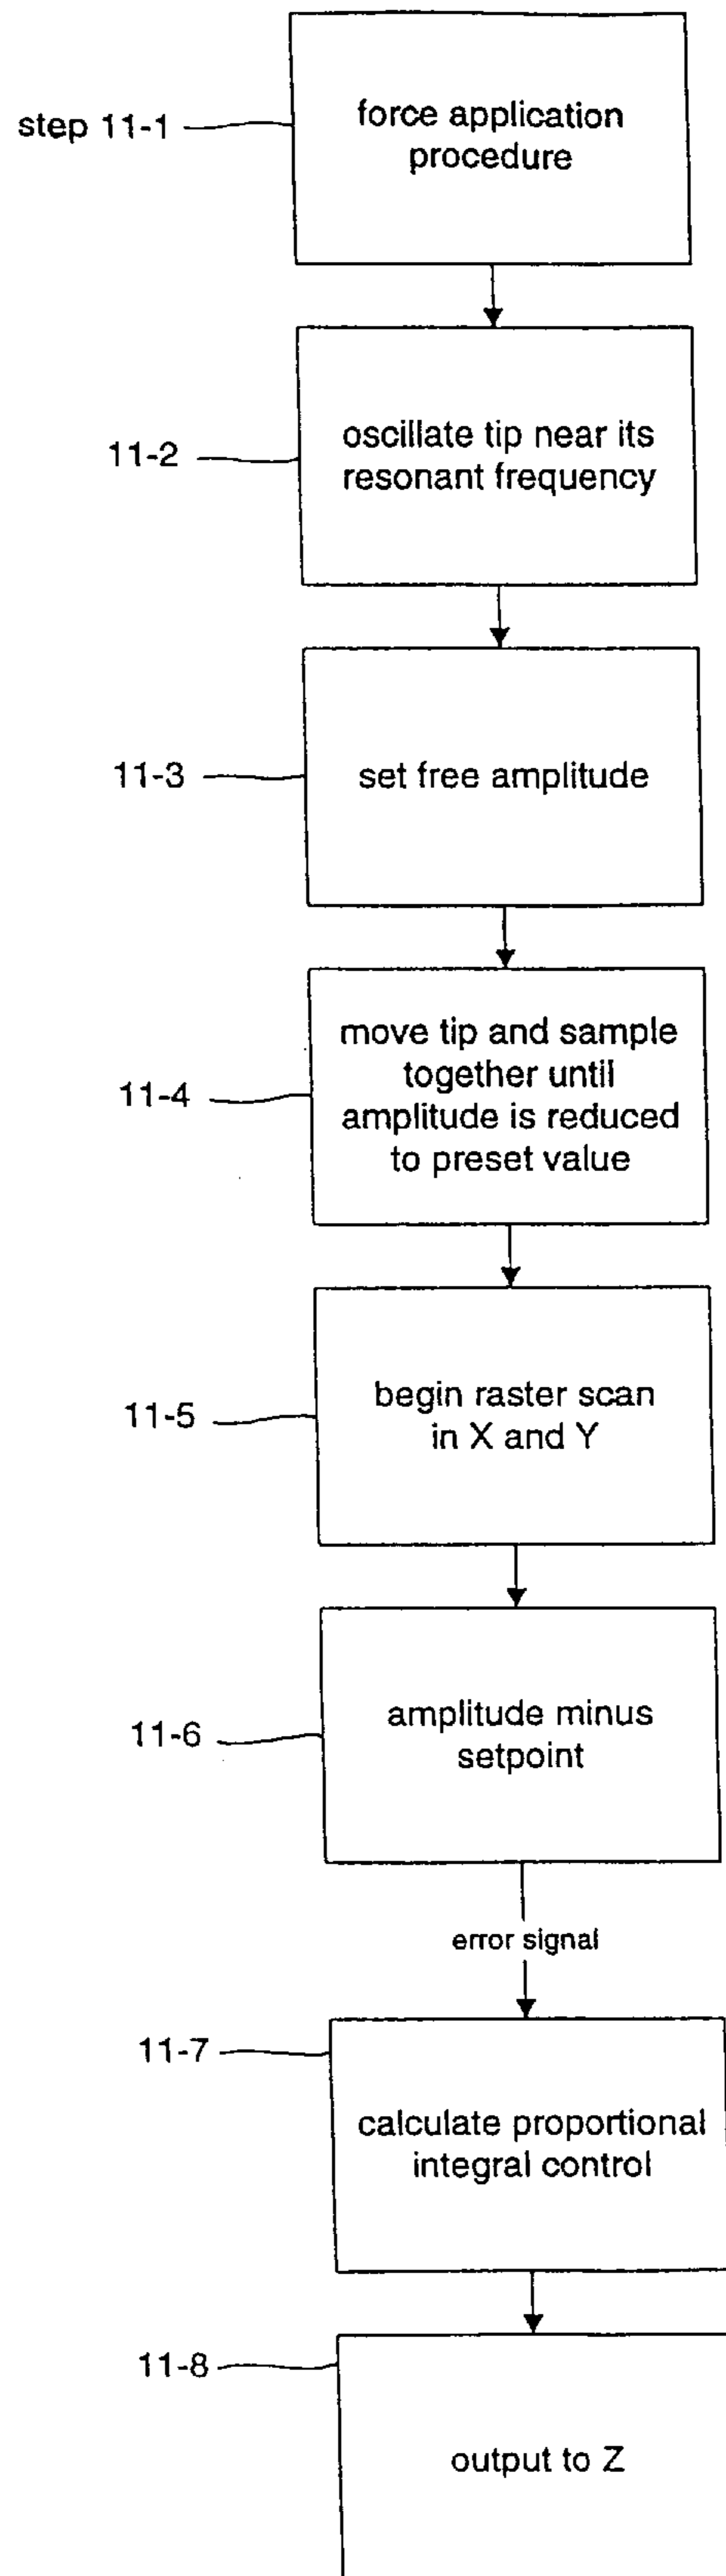 step 11-1
force application
procedure
11-2
oscillate tip near its
resonant frequency
11-3
set free amplitude
11-4
move tip and sample
together until
amplitude is reduced
to preset value
11-5
begin raster scan
in X and Y
11-6
amplitude minus
setpoint
error signal
11-7
calculate proportional
integral control
11-8
output to Z